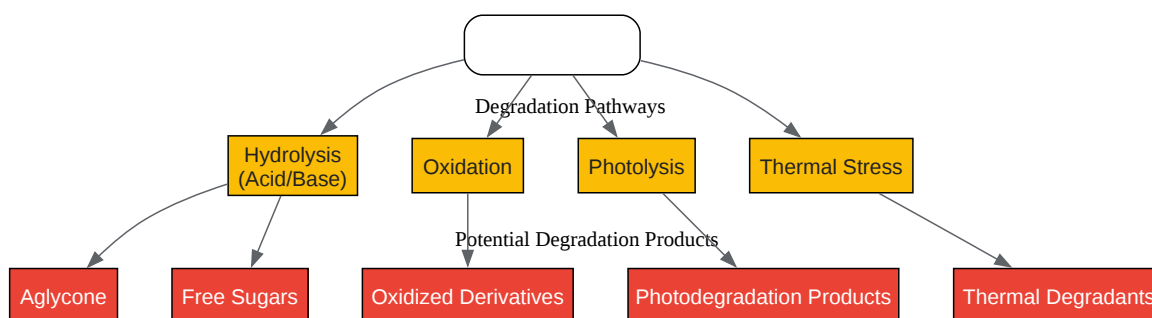 Degradation Pathways
Hydrolysis
(Acid/Base)
Oxidation
Photolysis
Thermal Stress
Potential Degradation Products
Aglycone
Free Sugars
Oxidized Derivatives
Photodegradation Products
Thermal Degradants